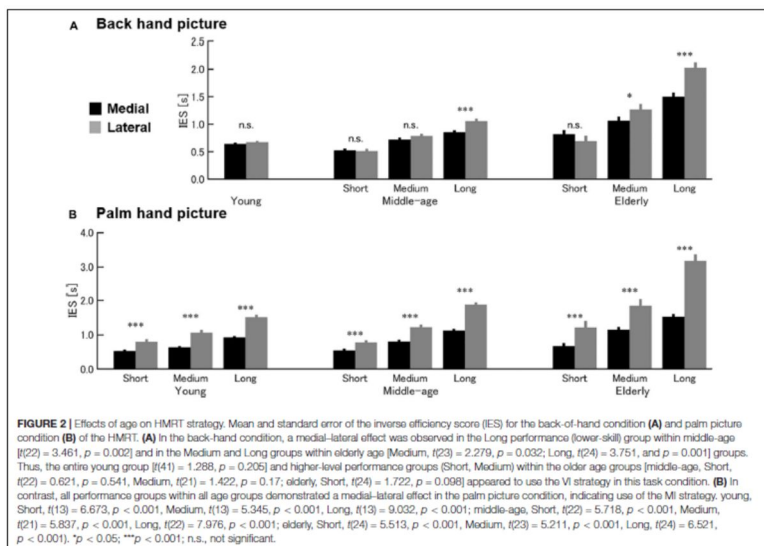 A Back hand picture
Medial
Lateral
IES [s]
2.5
2.0
1.5
1.0
0.5
0.0
n.s.
n.s.
n.s.
***
n.s.
*
***
Young
Short Medium Long
Middle-age
Short Medium Long
Elderly
B Palm hand picture
IES [s]
4.0
3.0
2.0
1.0
0.0
***
***
***
***
***
***
***
***
***
Short Medium Long
Young
Short Medium Long
Middle-age
Short Medium Long
Elderly
FIGURE 2 | Effects of age on HMRT strategy. Mean and standard error of the inverse efficiency score (IES) for the back-of-hand condition (A) and palm picture
condition (B) of the HMRT. (A) In the back-hand condition, a medial–lateral effect was observed in the Long performance (lower-skill) group within middle-age
[t(22) = 3.461, p = 0.002] and in the Medium and Long groups within elderly age [Medium, t(23) = 2.279, p = 0.032; Long, t(24) = 3.751, and p = 0.001] groups.
Thus, the entire young group [t(41) = 1.288, p = 0.205] and higher-level performance groups (Short, Medium) within the older age groups [middle-age, Short,
t(22) = 0.621, p = 0.541, Medium, t(21) = 1.422, p = 0.17; elderly, Short, t(24) = 1.722, p = 0.098] appeared to use the VI strategy in this task condition. (B) In
contrast, all performance groups within all age groups demonstrated a medial–lateral effect in the palm picture condition, indicating use of the MI strategy. young,
Short, t(13) = 6.673, p < 0.001, Medium, t(13) = 5.345, p < 0.001, Long, t(13) = 9.032, p < 0.001; middle-age, Short, t(22) = 5.718, p < 0.001, Medium,
t(21) = 5.837, p < 0.001, Long, t(22) = 7.976, p < 0.001; elderly, Short, t(24) = 5.513, p < 0.001, Medium, t(23) = 5.211, p < 0.001, Long, t(24) = 6.521,
p < 0.001). *p < 0.05; ***p < 0.001; n.s., not significant.